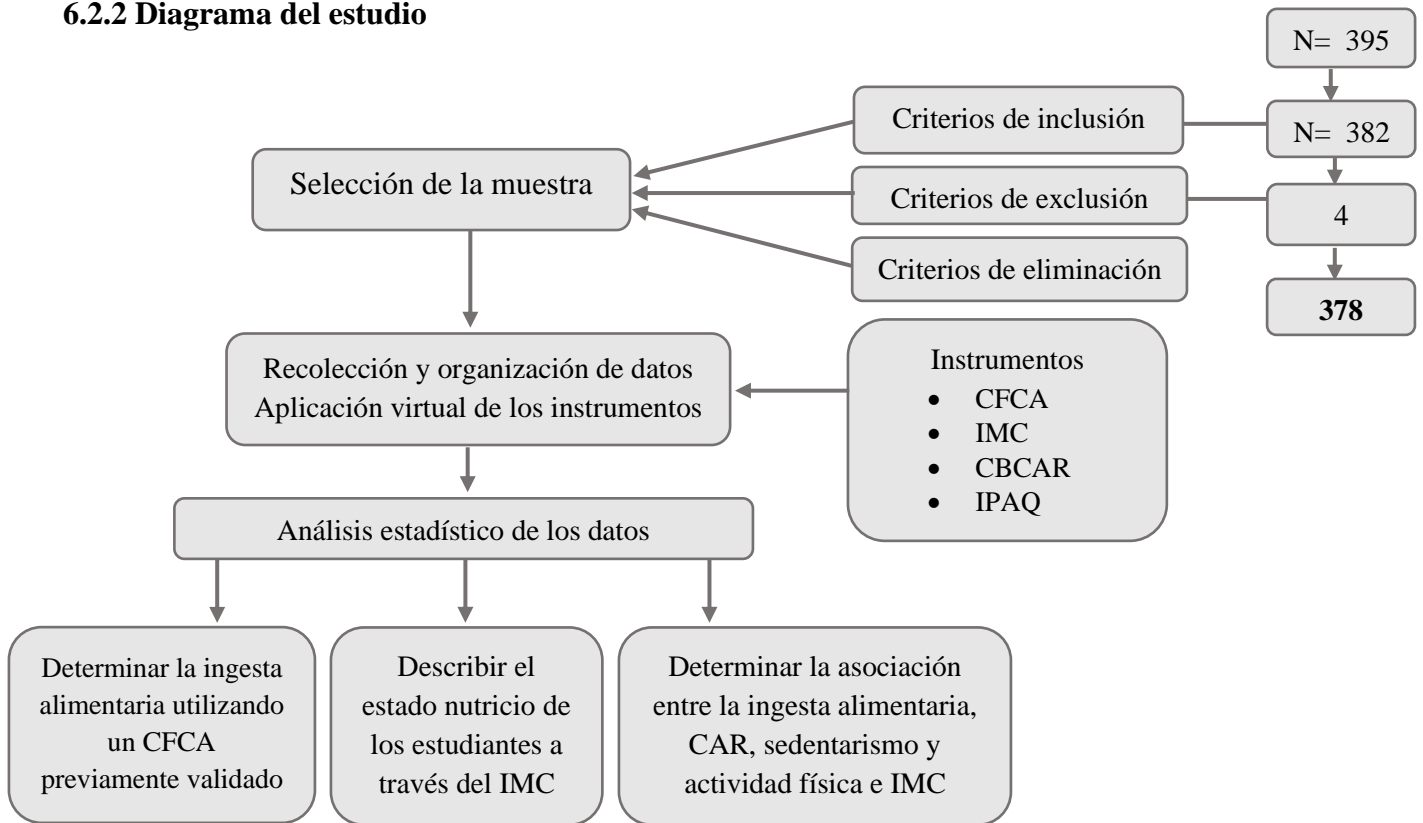 6.2.2 Diagrama del estudio
N= 395
Criterios de inclusión
N= 382
Selección de la muestra
Criterios de exclusión
4
Criterios de eliminación
378
Recolección y organización de datos
Aplicación virtual de los instrumentos
Instrumentos
• CFCA
• IMC
• CBCAR
• IPAQ
Análisis estadístico de los datos
Determinar la ingesta
alimentaria utilizando
un CFCA
previamente validado
Describir el
estado nutricio de
los estudiantes a
través del IMC
Determinar la asociación
entre la ingesta alimentaria,
CAR, sedentarismo y
actividad física e IMC